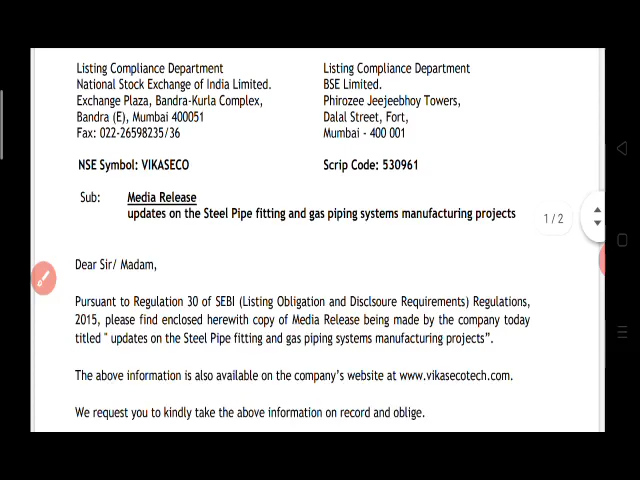 Listing Compliance Department
National Stock Exchange of India Limited.
Exchange Plaza, Bandra-Kurla Complex,
Bandra (E), Mumbai 400051
Fax: 022-26598235/36
Listing Compliance Department
BSE Limited.
Phirozee Jeejeebhoy Towers,
Dalal Street, Fort,
Mumbai - 400 001
NSE Symbol: VIKASECO
Scrip Code: 530961
Sub: Media Release
updates on the Steel Pipe fitting and gas piping systems manufacturing projects
1/2
Dear Sir/ Madam,
Pursuant to Regulation 30 of SEBI (Listing Obligation and Disclsoure Requirements) Regulations,
2015, please find enclosed herewith copy of Media Release being made by the company today
titled " updates on the Steel Pipe fitting and gas piping systems manufacturing projects”.
The above information is also available on the company’s website at www.vikasecotech.com.
We request you to kindly take the above information on record and oblige.